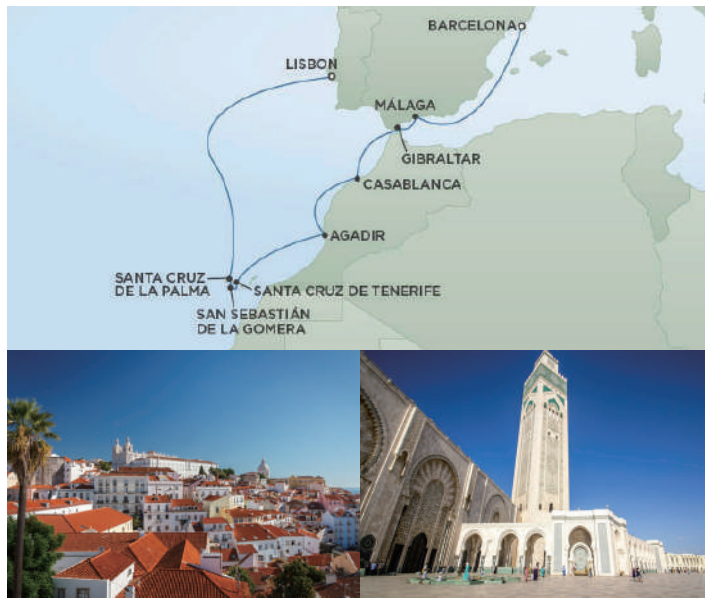 BARCELONA
LISBON
MÁLAGA
GIBRALTAR
CASABLANCA
AGADIR
SANTA CRUZ
DE LA PALMA
SANTA CRUZ DE TENERIFE
SAN SEBASTIÁN
DE LA GOMERA